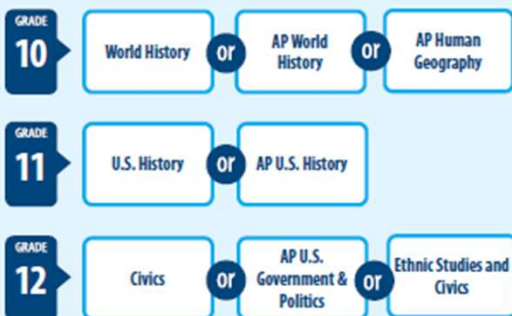 GRADE
10
World History
or
AP World
History
or
AP Human
Geography
GRADE
11
U.S. History
or
AP U.S. History
GRADE
12
Civics
or
AP U.S.
Government &
Politics
or
Ethnic Studies and
Civics